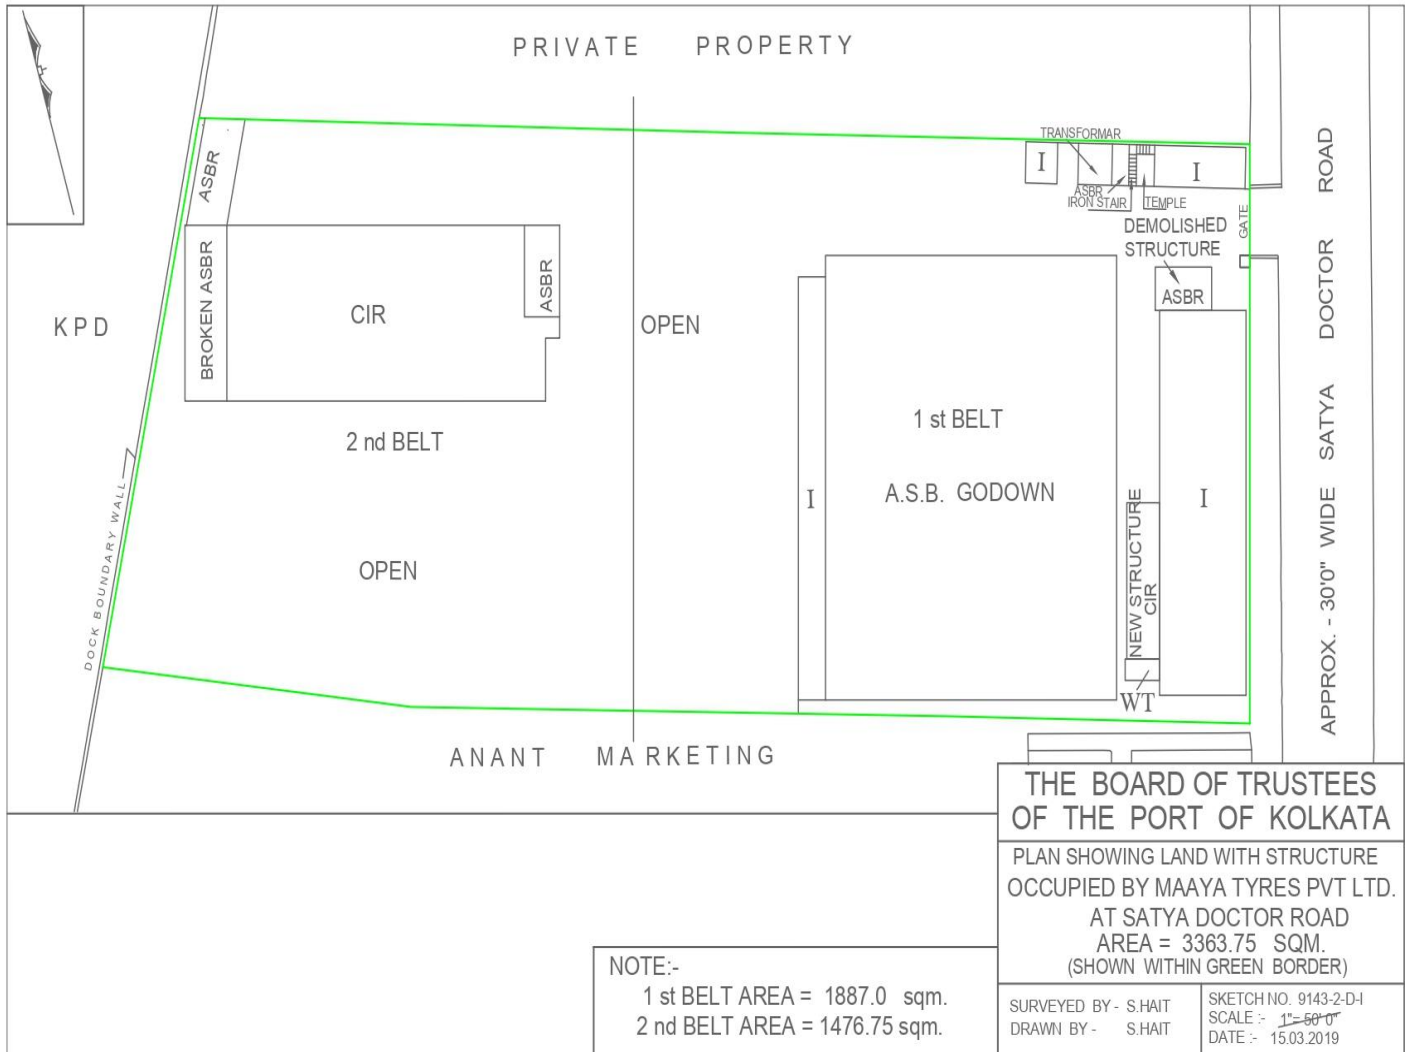 PRIVATE PROPERTY
TRANSFORMAR
I
I
ASBR
IRON STAIR
TEMPLE
DEMOLISHED
STRUCTURE
GATE
ASBR
ASBR
BROKEN ASBR
CIR
ASBR
KPD
OPEN
2 nd BELT
OPEN
1 st BELT
A.S.B. GODOWN
I
I
NEW STRUCTURE
CIR
WT
DOCK BOUNDARY WALL
APPROX. - 30'0" WIDE SATYA DOCTOR ROAD
ANANT MARKETING
THE BOARD OF TRUSTEES
OF THE PORT OF KOLKATA
PLAN SHOWING LAND WITH STRUCTURE
OCCUPIED BY MAAYA TYRES PVT LTD.
AT SATYA DOCTOR ROAD
AREA = 3363.75 SQM.
(SHOWN WITHIN GREEN BORDER)
NOTE:-
1 st BELT AREA = 1887.0 sqm.
2 nd BELT AREA = 1476.75 sqm.
SURVEYED BY - S.HAIT
DRAWN BY - S.HAIT
SKETCH NO. 9143-2-D-I
SCALE :- 1"= 50' 0"
DATE :- 15.03.2019